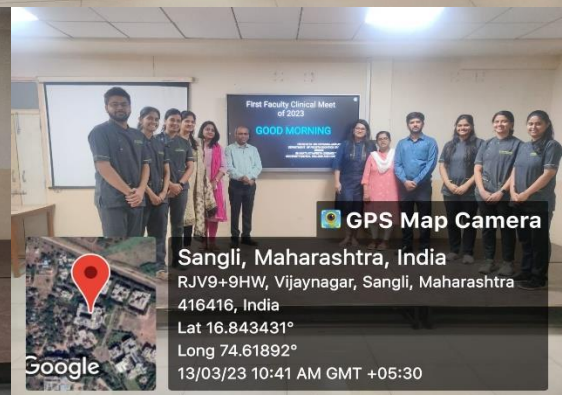 First Faculty Clinical Meet
of 2023
GOOD MORNING
GPS Map Camera
Sangli, Maharashtra, India
RJV9+9HW, Vijaynagar, Sangli, Maharashtra
416416, India
Lat 16.843431°
Long 74.61892°
13/03/23 10:41 AM GMT +05:30
Google